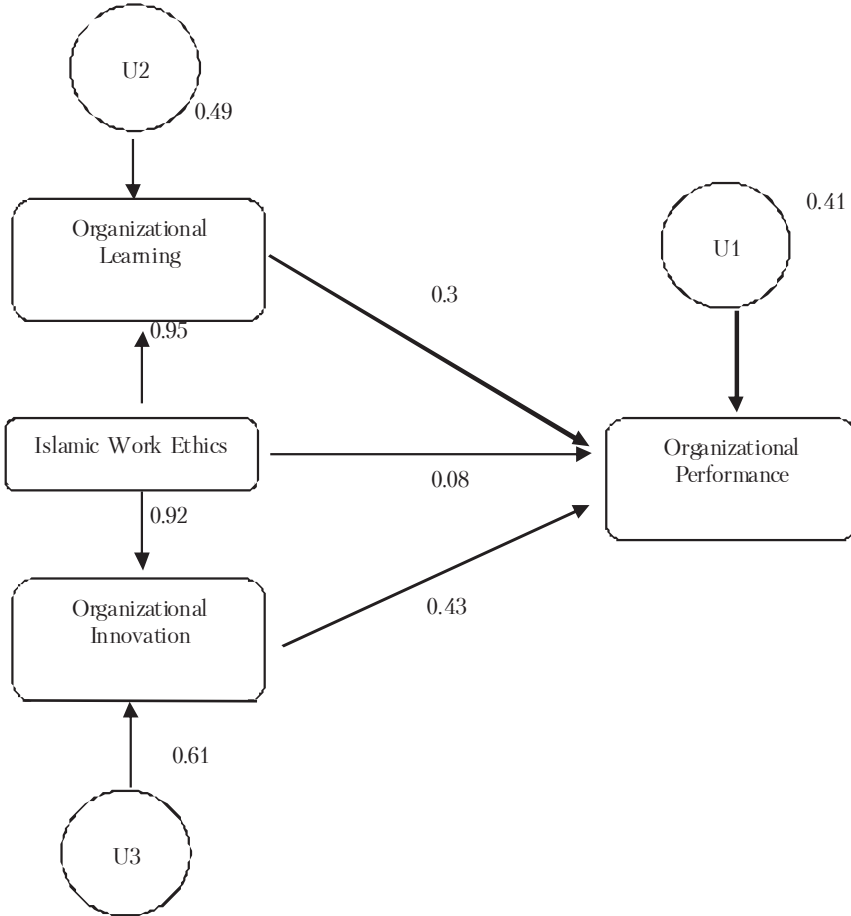 U2
0.49
Organizational
Learning
0.41
U1
0.3
0.95
Islamic Work Ethics
0.08
Organizational
Performance
0.92
Organizational
Innovation
0.43
0.61
U3